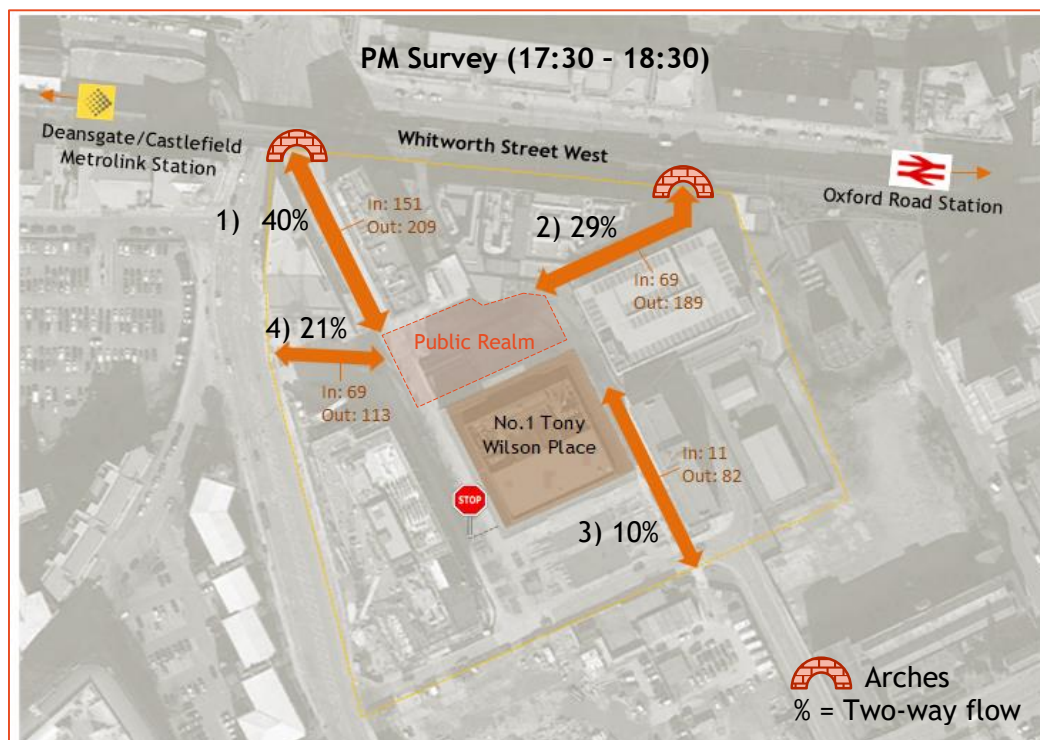 PM Survey (17:30 – 18:30)
Deansgate/Castlefield
Metrolink Station
Whitworth Street West
Oxford Road Station
1) 40%
In: 151
Out: 209
2) 29%
In: 69
Out: 189
4) 21%
In: 69
Out: 113
Public Realm
No.1 Tony
Wilson Place
In: 11
Out: 82
STOP
3) 10%
Arches
% = Two-way flow